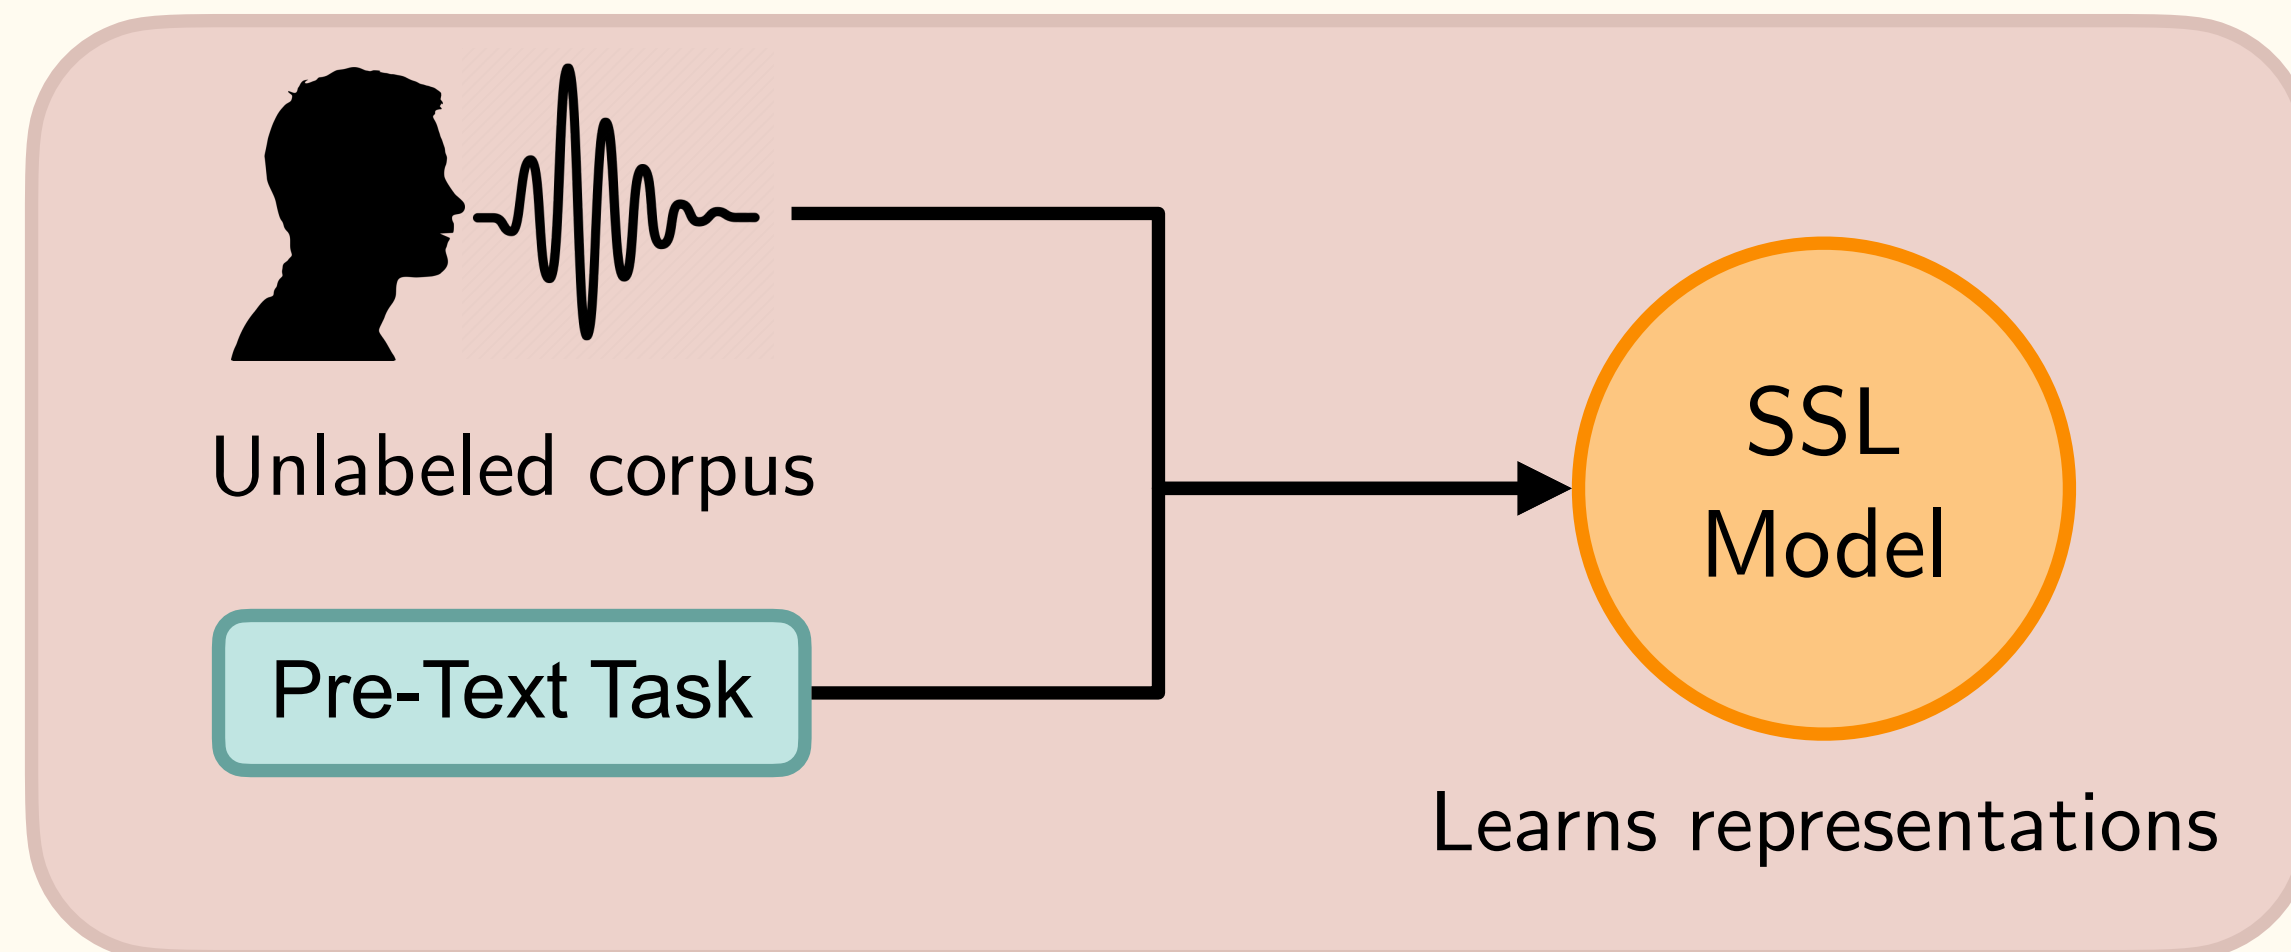 Unlabeled corpus
Pre-Text Task
SSL
Model
Learns representations